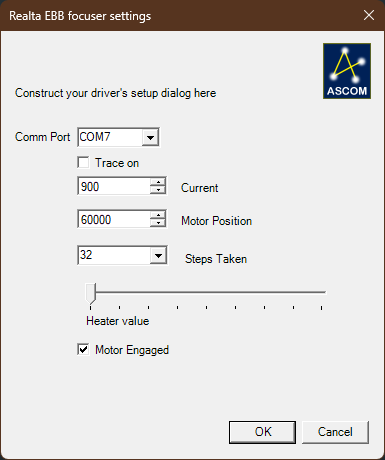 Realta EBB focuser settings
Construct your driver's setup dialog here
ASCOM
Comm Port COM7
Trace on
900 Current
60000 Motor Position
32 Steps Taken
Heater value
Motor Engaged
OK Cancel